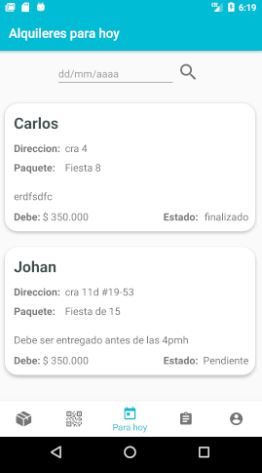 6:19
Alquileres para hoy
dd/mm/aaaa
Carlos
Direccion: cra 4
Paquete: Fiesta 8
erdfsdfc
Debe: $ 350.000 Estado: finalizado
Johan
Direccion: cra 11d #19-53
Paquete: Fiesta de 15
Debe ser entregado antes de las 4pmh
Debe: $ 350.000 Estado: Pendiente
Para hoy